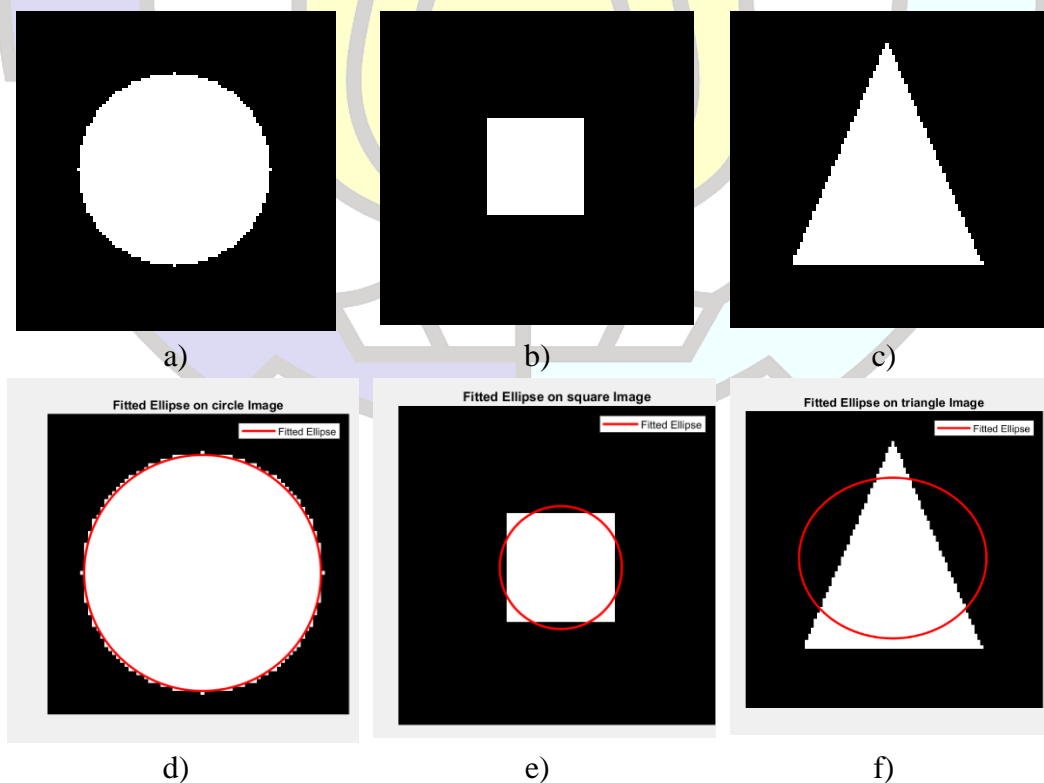 a)
b)
c)
Fitted Ellipse on circle Image
Fitted Ellipse
Fitted Ellipse on square Image
Fitted Ellipse
Fitted Ellipse on triangle Image
Fitted Ellipse
d)
e)
f)